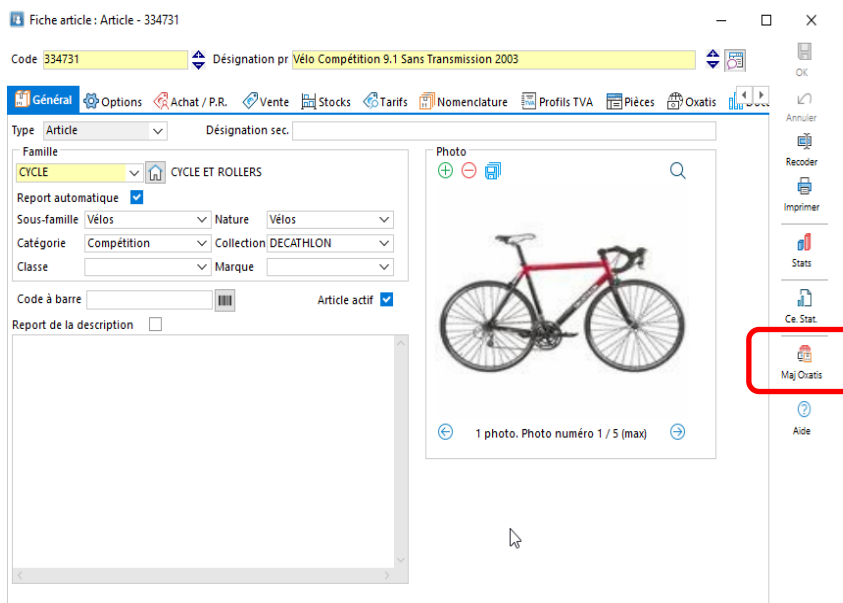 Fiche article : Article - 334731
Code 334731 Désignation pr Vélo Compétition 9.1 Sans Transmission 2003
OK
Général Options Achat / P.R. Vente Stocks Tarifs Nomenclature Profils TVA Pièces Oxatis
Annuler
Type Article Désignation sec.
Famille
CYCLE CYCLE ET ROLLERS
Report automatique
Sous-famille Vélos Nature Vélos
Catégorie Compétition Collection DECATHLON
Classe Marque
Code à barre Article actif
Report de la description
Photo
1 photo. Photo numéro 1 / 5 (max)
Recoder
Imprimer
Stats
Ce. Stat.
Maj Oxatis
Aide